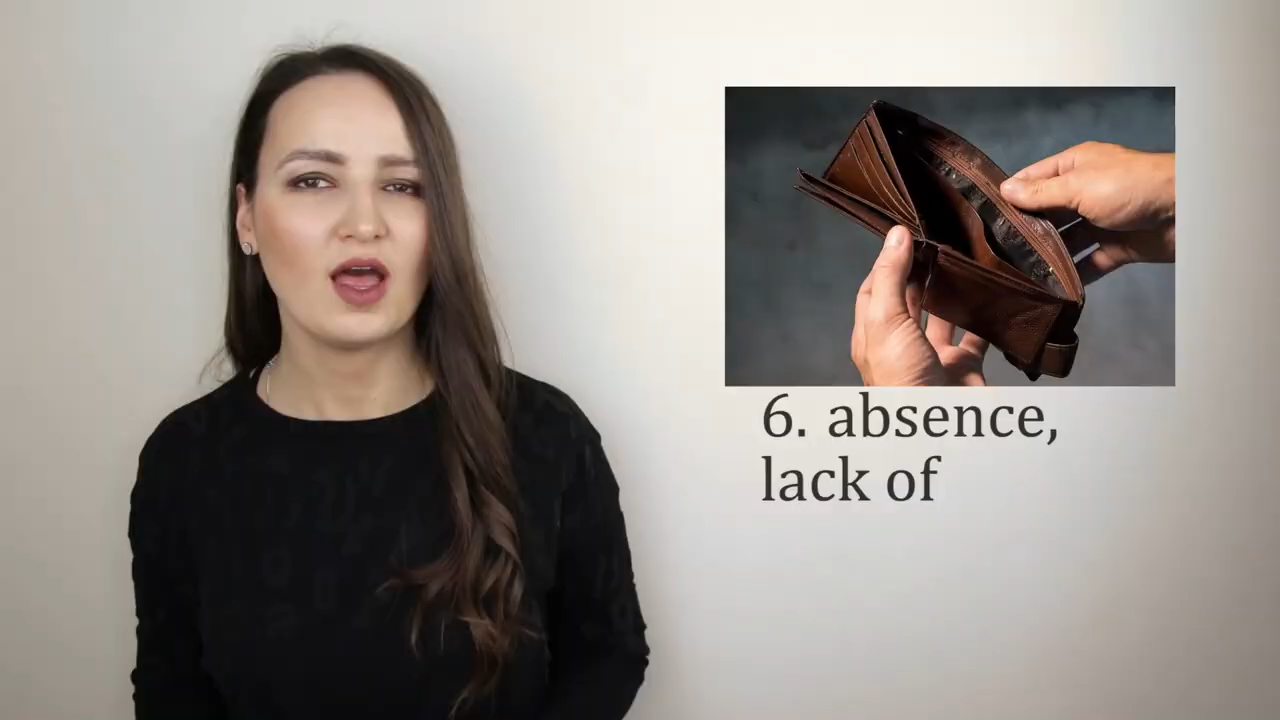 6. absence,
lack of